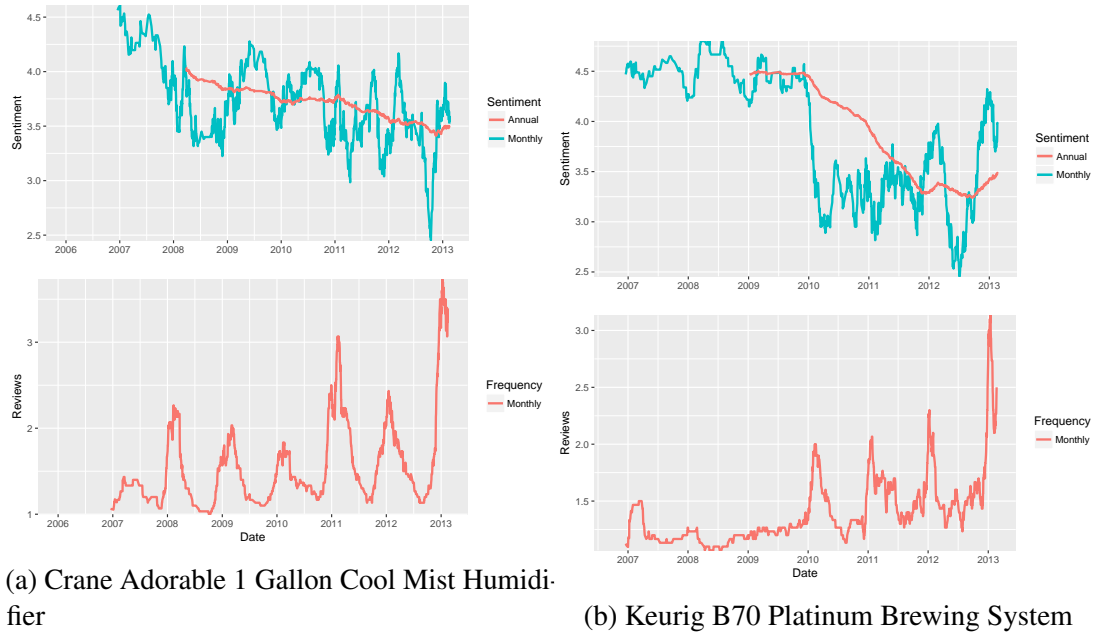 4.5
4.0
3.5
3.0
2.5
Sentiment
2006 2007 2008 2009 2010 2011 2012 2013
Sentiment
Annual
Monthly
3
2
1
Reviews
2006 2007 2008 2009 2010 2011 2012 2013
Date
Frequency
Monthly
(a) Crane Adorable 1 Gallon Cool Mist Humidi-
fier
4.5
4.0
3.5
3.0
2.5
Sentiment
2007 2008 2009 2010 2011 2012 2013
Sentiment
Annual
Monthly
3.0
2.5
2.0
1.5
Reviews
2007 2008 2009 2010 2011 2012 2013
Date
Frequency
Monthly
(b) Keurig B70 Platinum Brewing System